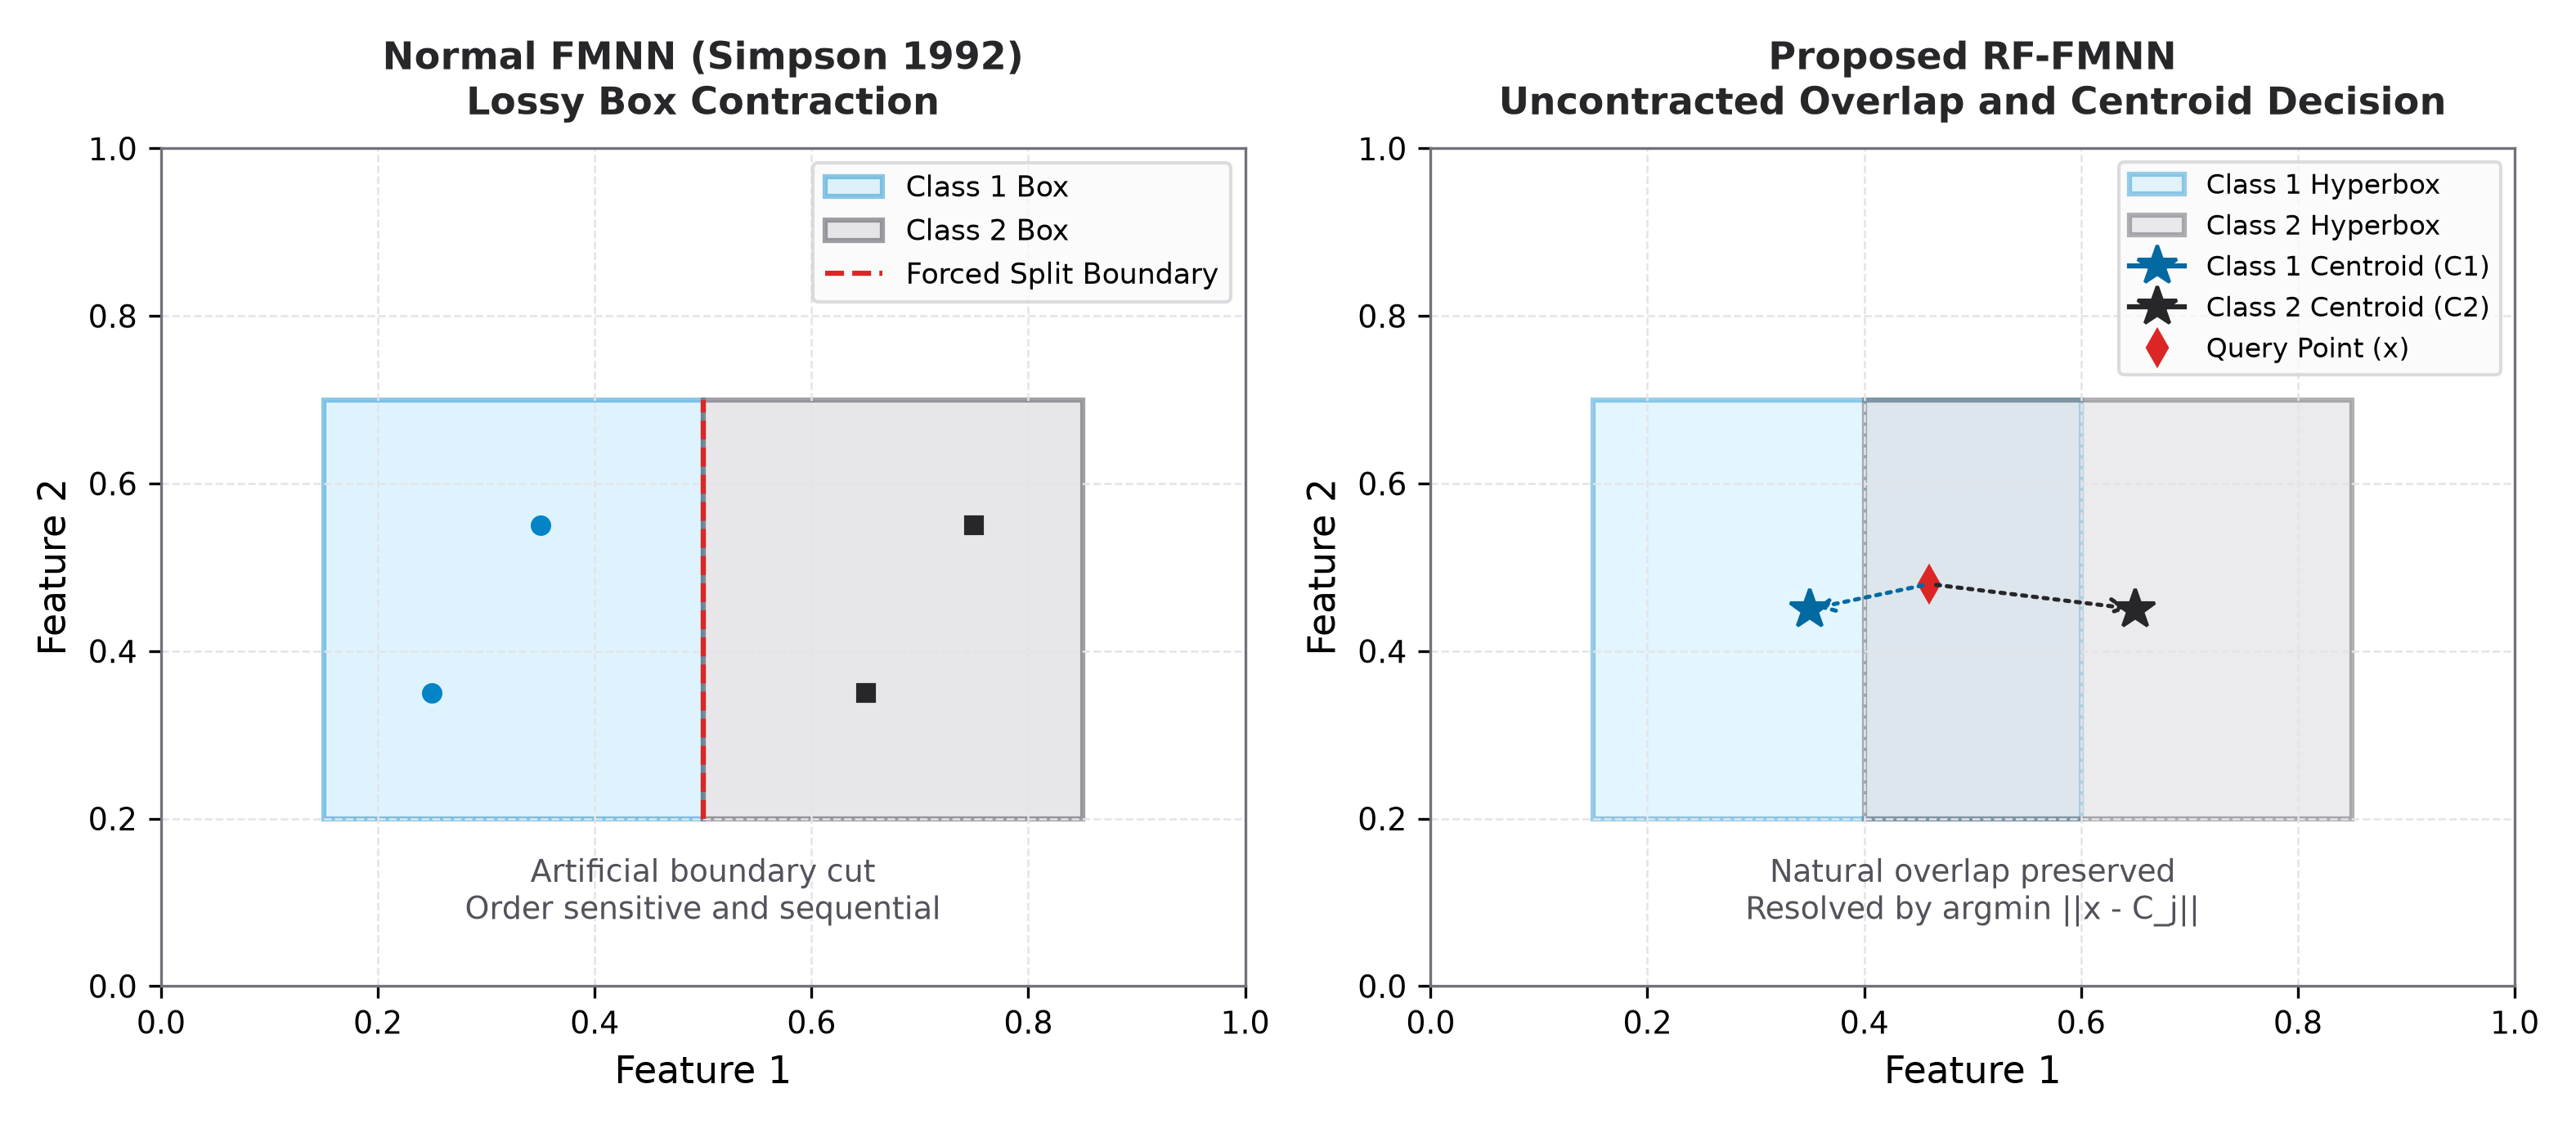 Normal FMNN (Simpson 1992)
Lossy Box Contraction
1.0
0.8
0.6
0.4
0.2
0.0
Feature 2
Class 1 Box
Class 2 Box
Forced Split Boundary
Artificial boundary cut
Order sensitive and sequential
0.0 0.2 0.4 0.6 0.8 1.0
Feature 1
Proposed RF-FMNN
Uncontracted Overlap and Centroid Decision
1.0
0.8
0.6
0.4
0.2
0.0
Feature 2
Class 1 Hyperbox
Class 2 Hyperbox
Class 1 Centroid (C1)
Class 2 Centroid (C2)
Query Point (x)
Natural overlap preserved
Resolved by argmin ||x - C_j||
0.0 0.2 0.4 0.6 0.8 1.0
Feature 1